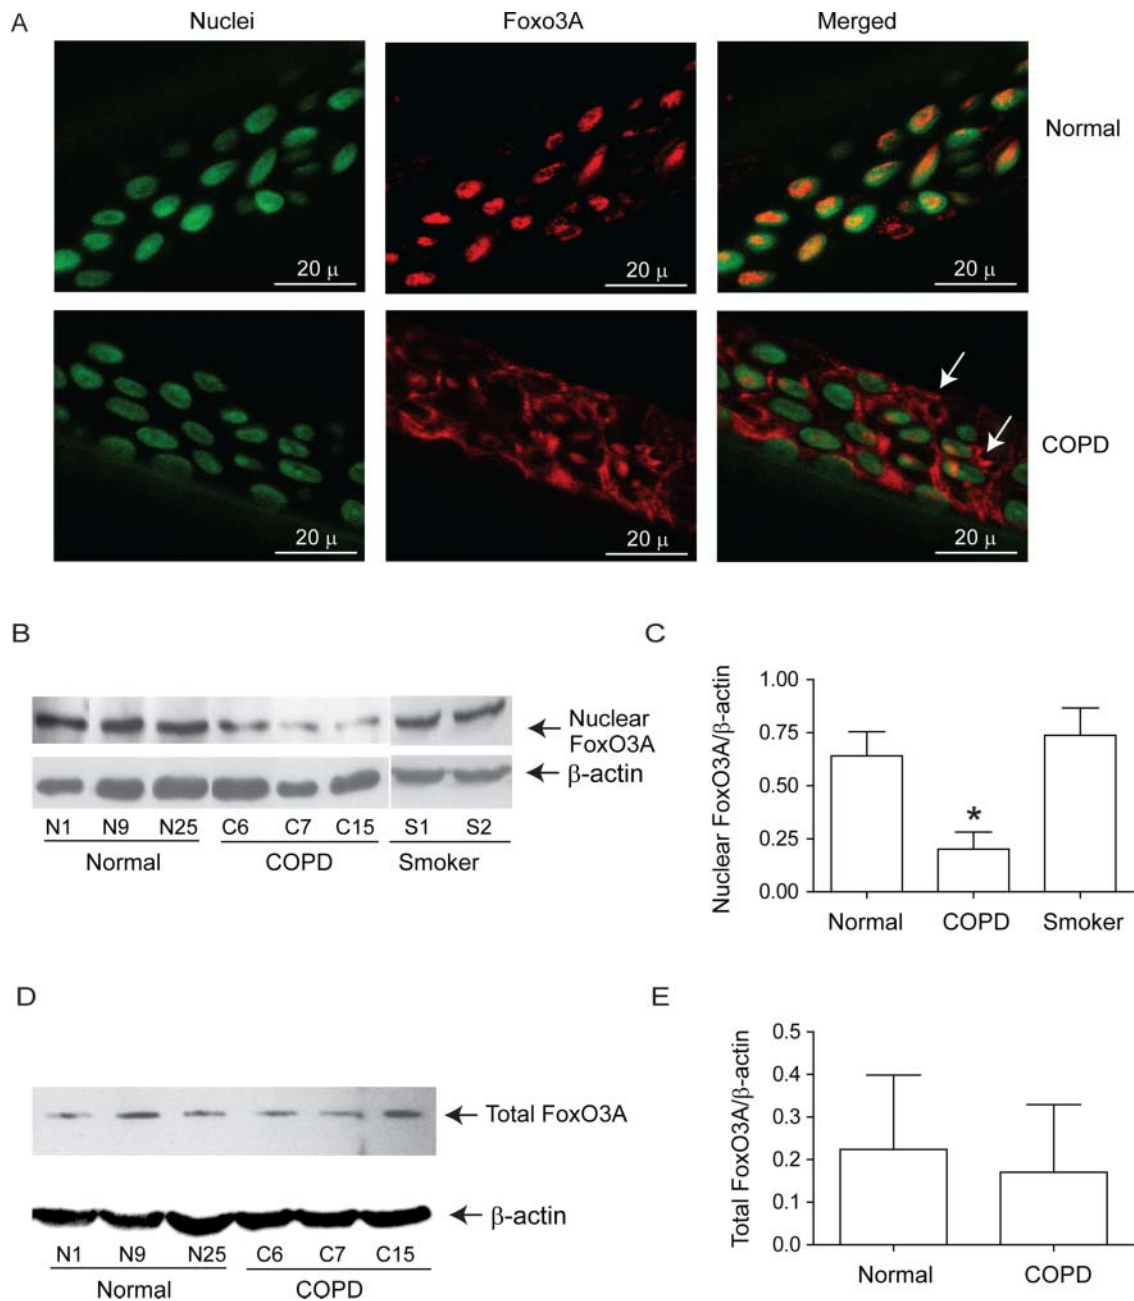 A
Nuclei
Foxo3A
Merged
20 μ
20 μ
20 μ
Normal
20 μ
20 μ
20 μ
COPD
B
Nuclear
FoxO3A
β-actin
N1 N9 N25 C6 C7 C15 S1 S2
Normal COPD Smoker
C
Nuclear FoxO3A/β-actin
1.00
0.75
0.50
0.25
0.00
*
Normal COPD Smoker
D
Total FoxO3A
β-actin
N1 N9 N25 C6 C7 C15
Normal COPD
E
Total FoxO3A/β-actin
0.5
0.4
0.3
0.2
0.1
0.0
Normal COPD